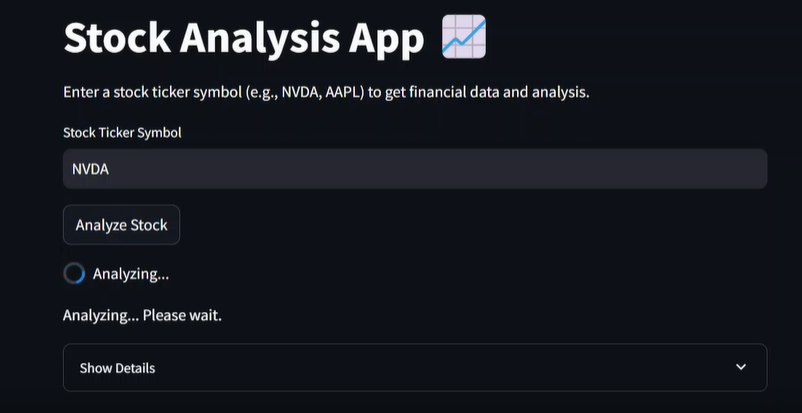 Stock Analysis App 📈
Enter a stock ticker symbol (e.g., NVDA, AAPL) to get financial data and analysis.
Stock Ticker Symbol
NVDA
Analyze Stock
Analyzing...
Analyzing... Please wait.
Show Details